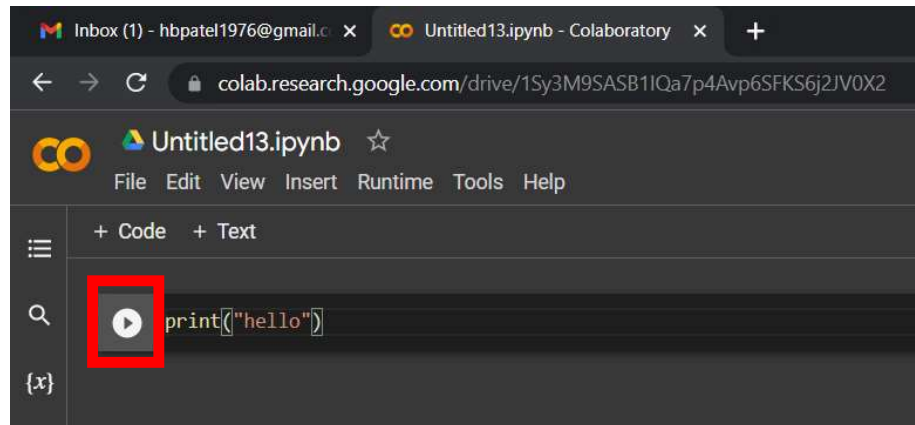 Inbox (1) - hbpatel1976@gmail.c
Untitled13.ipynb - Colaboratory
colab.research.google.com/drive/1Sy3M9SASB1IQa7p4Avp6SFKS6j2JV0X2
Untitled13.ipynb
File Edit View Insert Runtime Tools Help
+ Code + Text
print("hello")
{x}